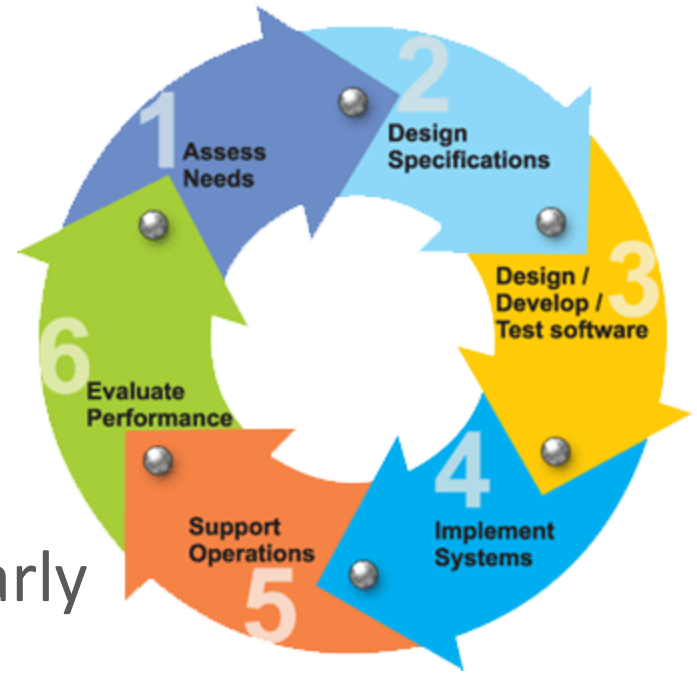 1
Assess
Needs
2
Design
Specifications
3
Design /
Develop /
Test software
4
Implement
Systems
5
Support
Operations
6
Evaluate
Performance